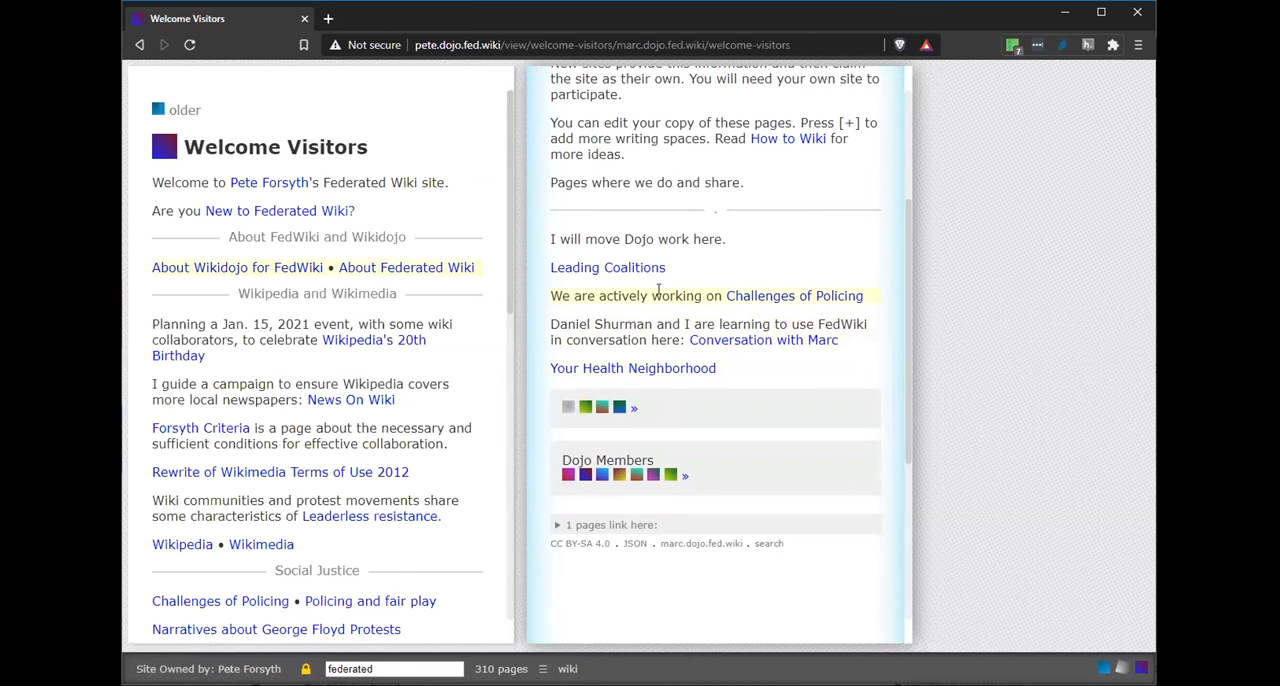 Welcome Visitors
Not secure
pete.dojo.fed.wiki/view/welcome-visitors/marc.dojo.fed.wiki/welcome-visitors
7
older
Welcome Visitors
Welcome to Pete Forsyth's Federated Wiki site.
Are you New to Federated Wiki?
About FedWiki and Wikidojo
About Wikidojo for FedWiki • About Federated Wiki
Wikipedia and Wikimedia
Planning a Jan. 15, 2021 event, with some wiki
collaborators, to celebrate Wikipedia's 20th
Birthday
I guide a campaign to ensure Wikipedia covers
more local newspapers: News On Wiki
Forsyth Criteria is a page about the necessary and
sufficient conditions for effective collaboration.
Rewrite of Wikimedia Terms of Use 2012
Wiki communities and protest movements share
some characteristics of Leaderless resistance.
Wikipedia • Wikimedia
Social Justice
Challenges of Policing • Policing and fair play
Narratives about George Floyd Protests
New sites provide this information and then claim
the site as their own. You will need your own site to
participate.
You can edit your copy of these pages. Press [+] to
add more writing spaces. Read How to Wiki for
more ideas.
Pages where we do and share.
I will move Dojo work here.
Leading Coalitions
We are actively working on Challenges of Policing
Daniel Shurman and I are learning to use FedWiki
in conversation here: Conversation with Marc
Your Health Neighborhood
»
Dojo Members
»
1 pages link here:
CC BY-SA 4.0 . JSON . marc.dojo.fed.wiki . search
Site Owned by: Pete Forsyth
federated
310 pages
wiki